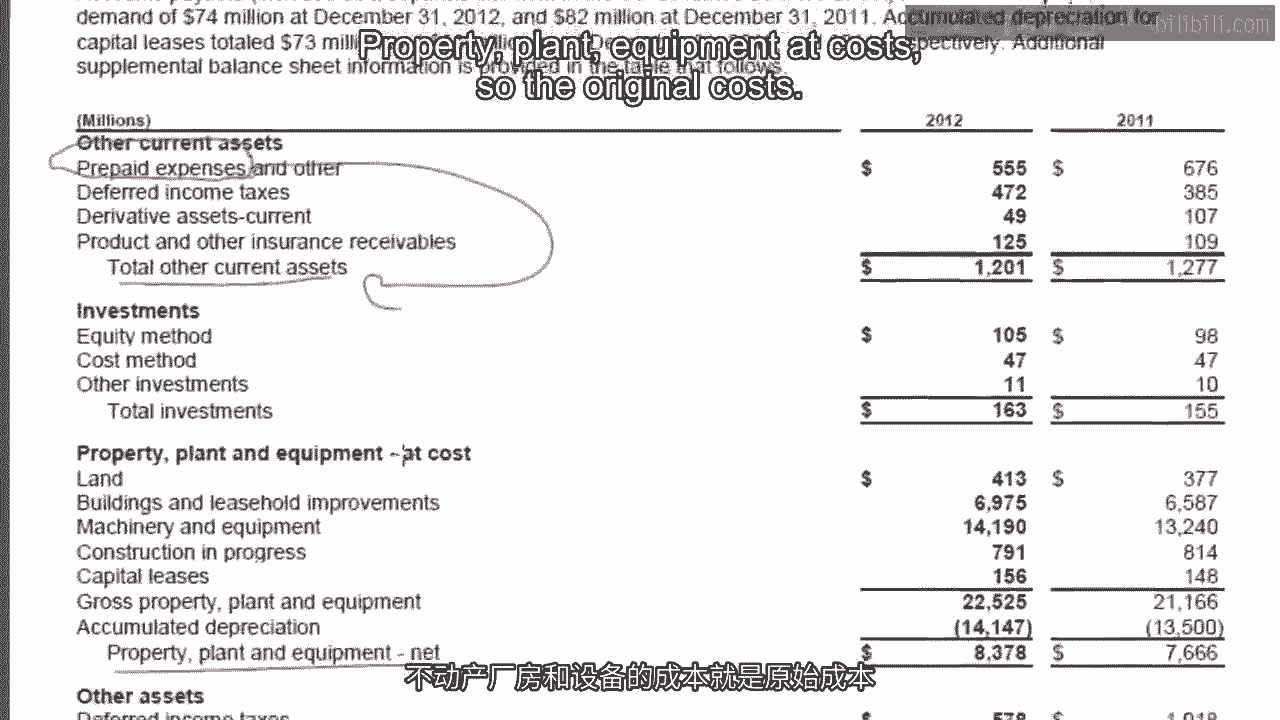 demand of $74 million at December 31, 2012, and $82 million at December 31, 2011. Accumulated depreciation for
bilibili.com
capital leases totaled $73 respectively. Additional
supplemental balance sheet information is provided in the table that follows.
Property, plant, equipment at costs,
so the original costs.
(Millions) 2012 2011
Other current assets
Prepaid expenses and other $ 555 $ 676
Deferred income taxes 472 385
Derivative assets-current 49 107
Product and other insurance receivables 125 109
Total other current assets $ 1,201 $ 1,277
Investments
Equity method $ 105 $ 98
Cost method 47 47
Other investments 11 10
Total investments $ 163 $ 155
Property, plant and equipment - at cost
Land $ 413 $ 377
Buildings and leasehold improvements 6,975 6,587
Machinery and equipment 14,190 13,240
Construction in progress 791 814
Capital leases 156 148
Gross property, plant and equipment 22,525 21,166
Accumulated depreciation (14,147) (13,500)
Property, plant and equipment - net $ 8,378 $ 7,666
不动产厂房和设备的成本就是原始成本
Other assets
Deferred income taxes